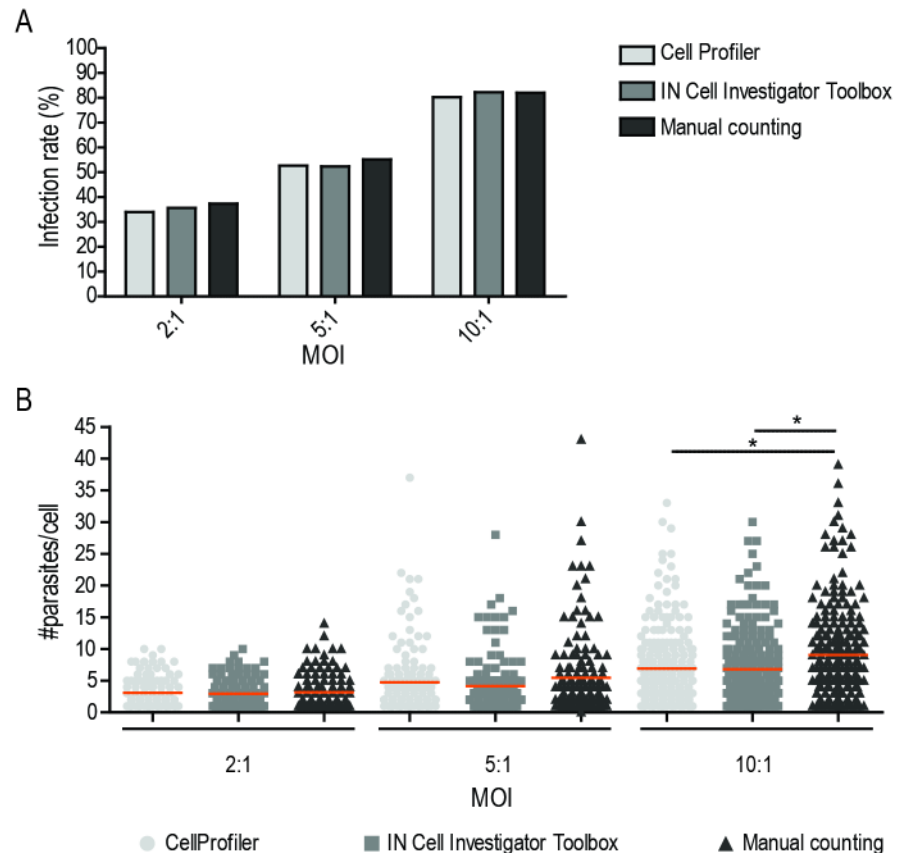 A
100
90
80
70
60
50
40
30
20
10
0
Infection rate (%)
2:1 5:1 10:1
MOI
Cell Profiler
IN Cell Investigator Toolbox
Manual counting
B
45
40
35
30
25
20
15
10
5
0
#parasites/cell
* *
2:1 5:1 10:1
MOI
CellProfiler IN Cell Investigator Toolbox Manual counting